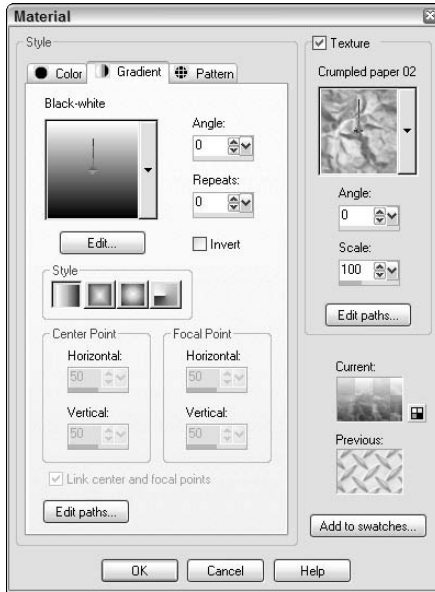 Material
Style
Color
Gradient
Pattern
Black-white
Angle:
0
Repeats:
0
Edit...
Invert
Style
Center Point
Horizontal:
50
Vertical:
50
Focal Point
Horizontal:
50
Vertical:
50
Link center and focal points
Edit paths...
Texture
Crumpled paper 02
Angle:
0
Scale:
100
Edit paths...
Current:
Previous:
Add to swatches...
OK
Cancel
Help